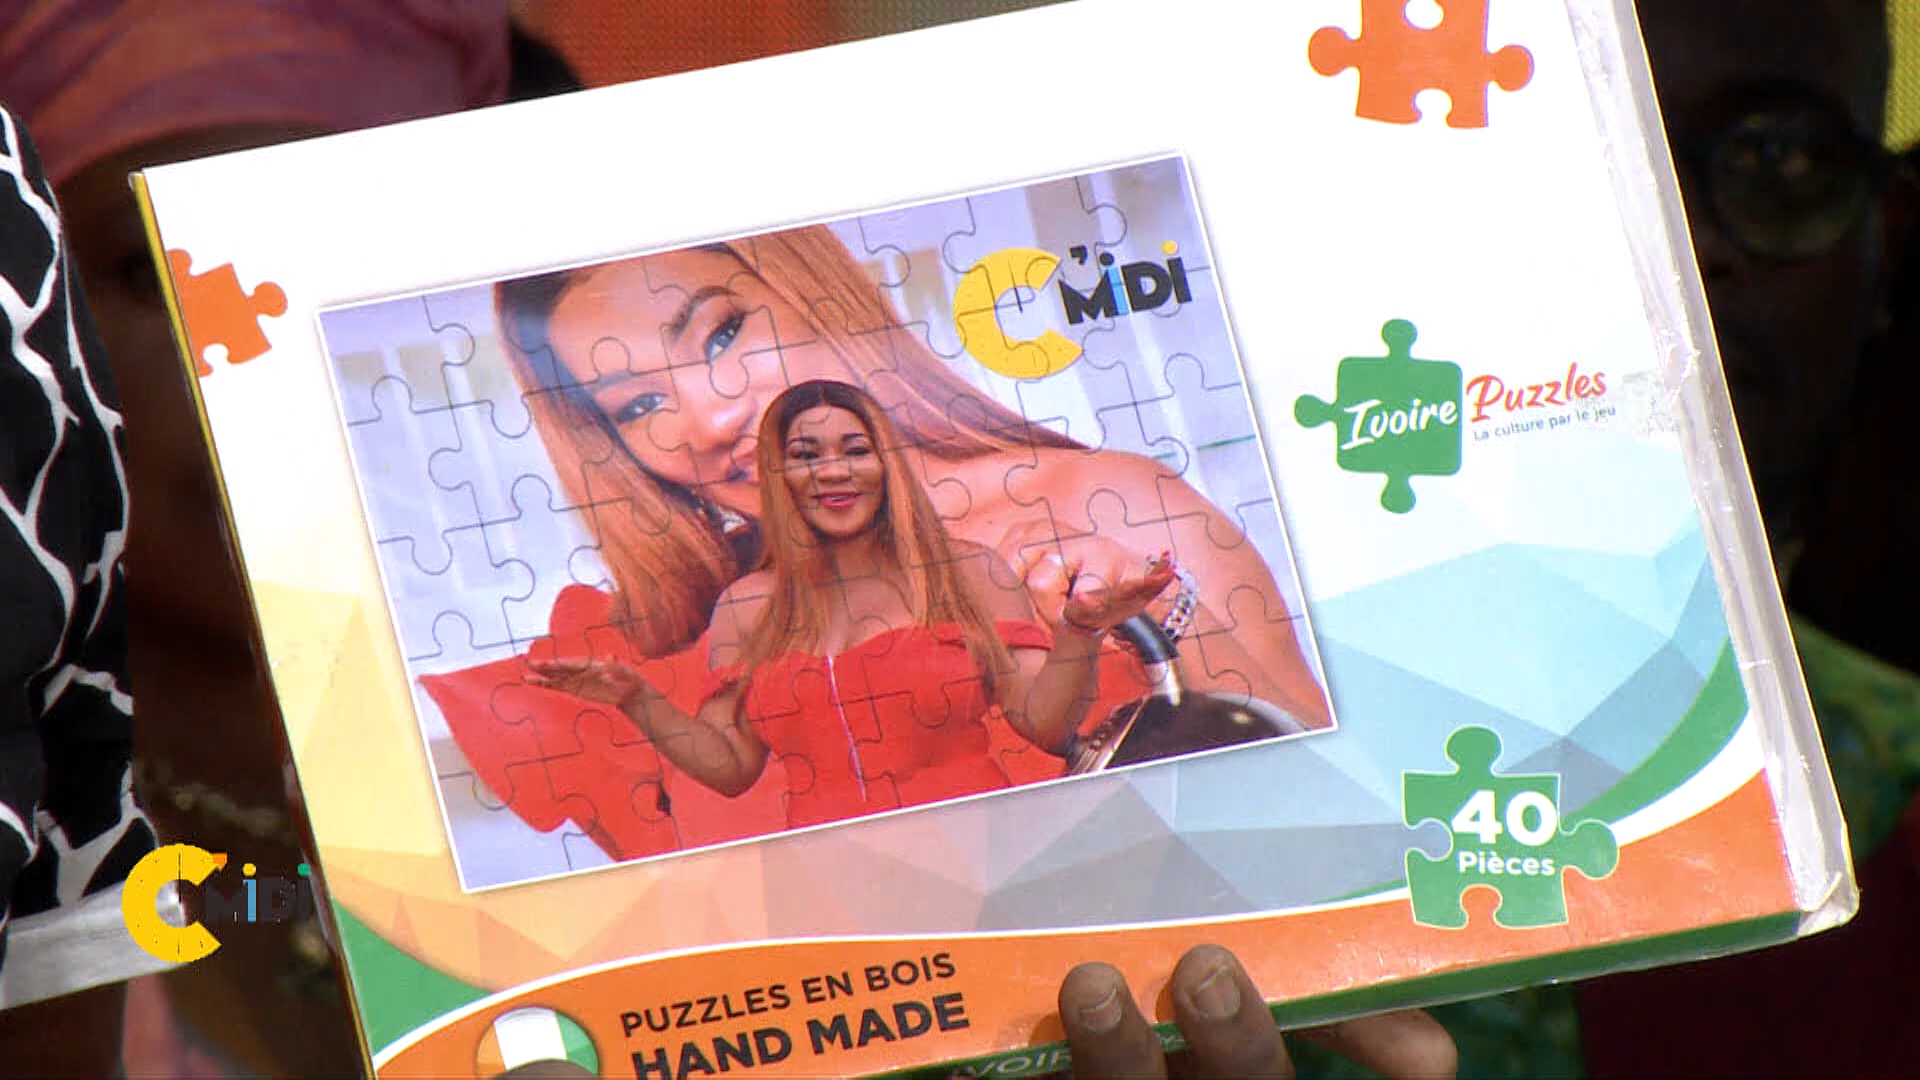 C'MiDi
Ivoire Puzzles
La culture par le jeu
40
Pièces
C'MiDi
PUZZLES EN BOIS
HAND MADE